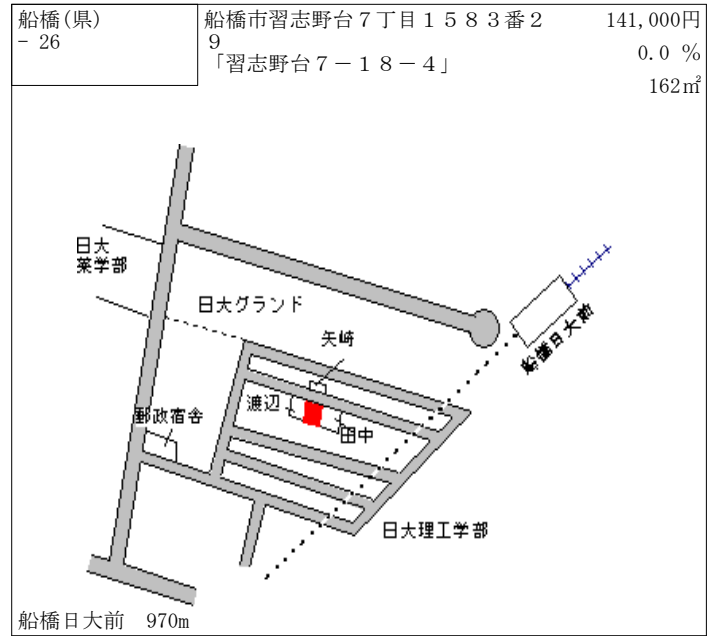 船橋(県)
- 26
船橋市習志野台７丁目１５８３番２
９
「習志野台７－１８－４」
141,000円
0.0 %
162㎡
日大
薬学部
日大グランド
矢崎
船橋日大前
渡辺
郵政宿舎
田中
日大理工学部
船橋日大前　970m